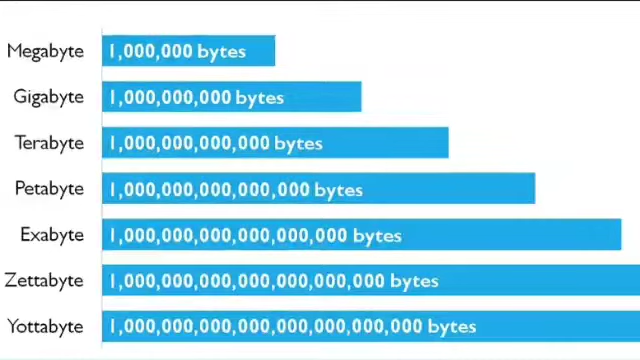 Megabyte 1,000,000 bytes
Gigabyte 1,000,000,000 bytes
Terabyte 1,000,000,000,000 bytes
Petabyte 1,000,000,000,000,000 bytes
Exabyte 1,000,000,000,000,000,000 bytes
Zettabyte 1,000,000,000,000,000,000,000 bytes
Yottabyte 1,000,000,000,000,000,000,000,000 bytes